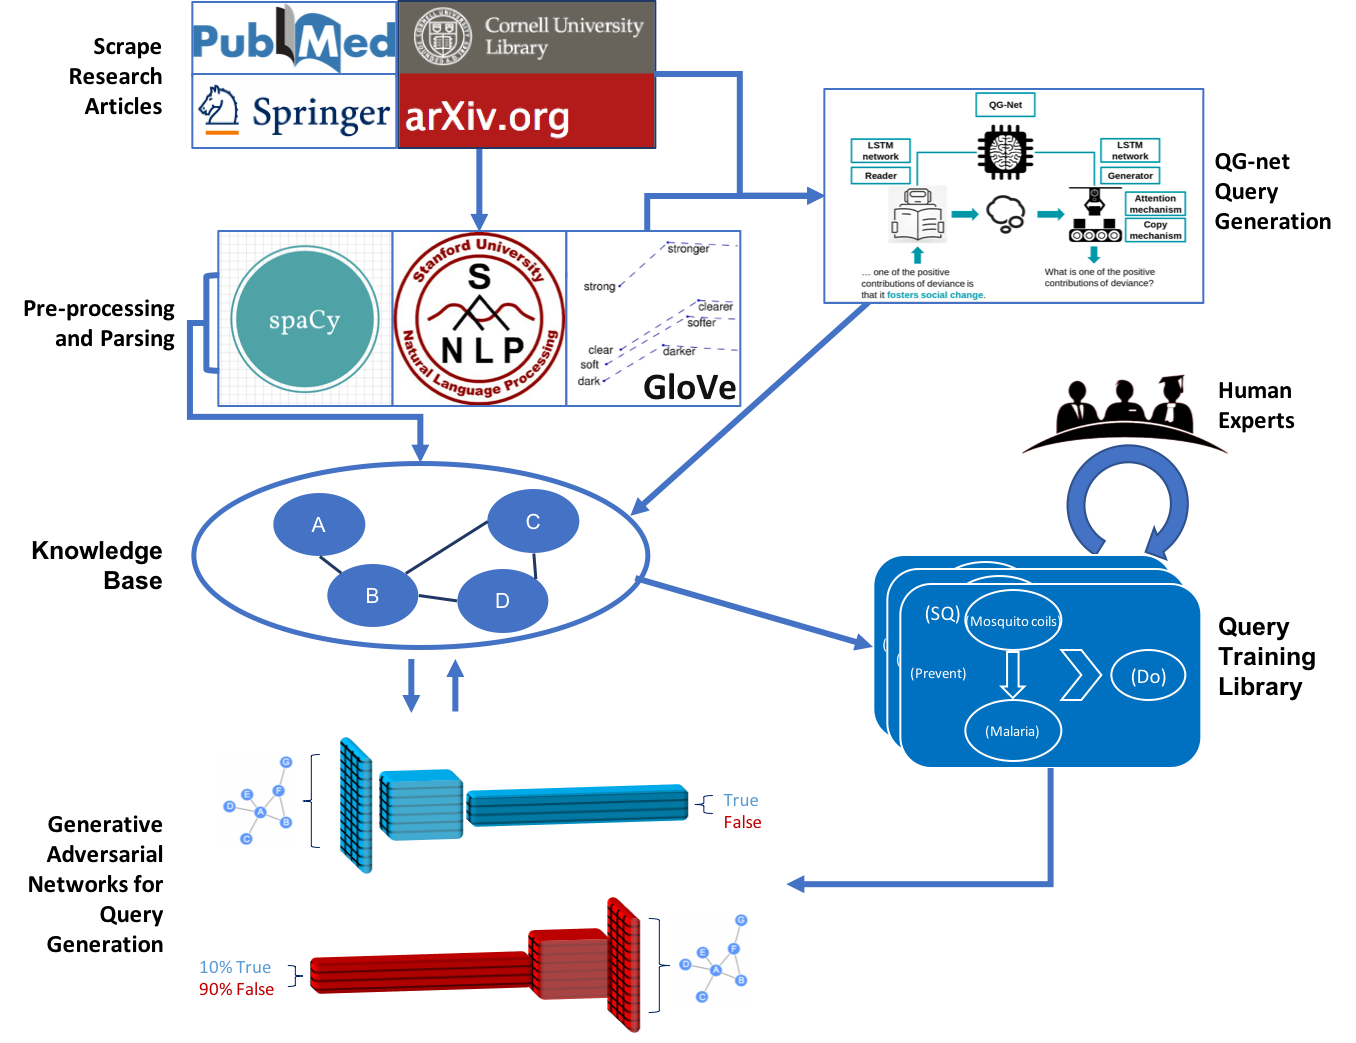 Scrape
Research
Articles
PubMed
Cornell University
Library
Springer
arXiv.org
QG-Net
LSTM
network
Reader
LSTM
network
Generator
Attention
mechanism
Copy
mechanism
... one of the positive
contributions of deviance is
that it fosters social change.
What is one of the positive
contributions of deviance?
QG-net
Query
Generation
Pre-processing
and Parsing
spaCy
Stanford University
S
NLP
Natural Language Processing
stronger
strong
clearer
softer
clear
soft
darker
dark
GloVe
Human
Experts
Knowledge
Base
A
C
B
D
(SQ)
(Mosquito coils)
(Prevent)
(Do)
(Malaria)
Query
Training
Library
Generative
Adversarial
Networks for
Query
Generation
G
E
F
D
A
B
C
True
False
10% True
90% False
G
E
F
D
A
B
C